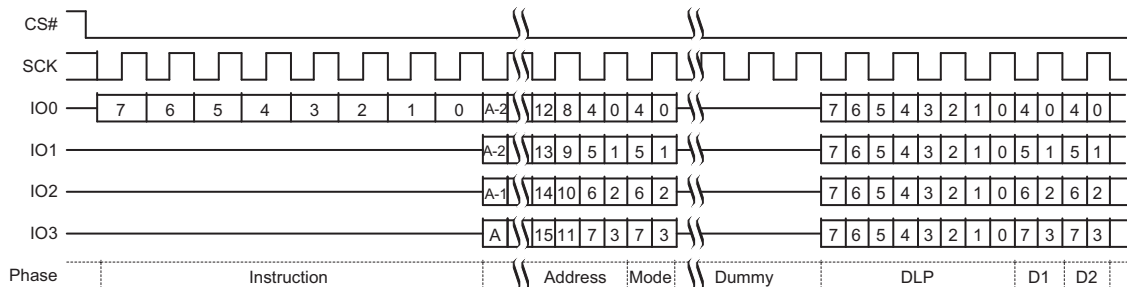 CS#
SCK
IO0 7 6 5 4 3 2 1 0 A-2 12 8 4 0 4 0 7 6 5 4 3 2 1 0 4 0 4 0
IO1 A-2 13 9 5 1 5 1 7 6 5 4 3 2 1 0 5 1 5 1
IO2 A-1 14 10 6 2 6 2 7 6 5 4 3 2 1 0 6 2 6 2
IO3 A 15 11 7 3 7 3 7 6 5 4 3 2 1 0 7 3 7 3
Phase Instruction Address Mode Dummy DLP D1 D2